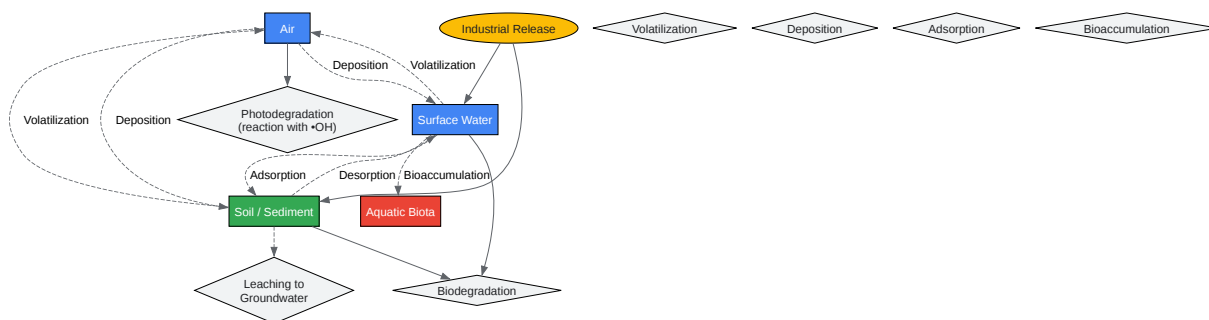 Air
Industrial Release
Volatilization
Deposition
Adsorption
Bioaccumulation
Deposition
Volatilization
Photodegradation
(reaction with •OH)
Volatilization
Deposition
Surface Water
Adsorption
Desorption
Bioaccumulation
Soil / Sediment
Aquatic Biota
Leaching to
Groundwater
Biodegradation